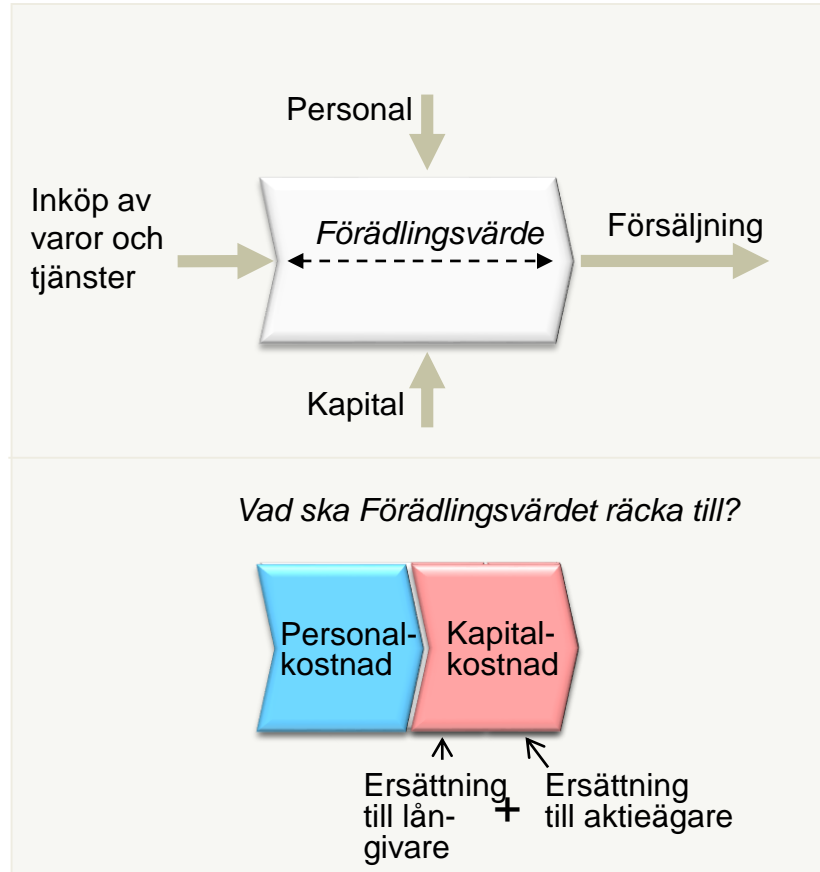 Personal
Inköp av
varor och
tjänster
Förädlingsvärde
Försäljning
Kapital
Vad ska Förädlingsvärdet räcka till?
Personal-
kostnad
Kapital-
kostnad
Ersättning
till lån-
givare
+
Ersättning
till aktieägare